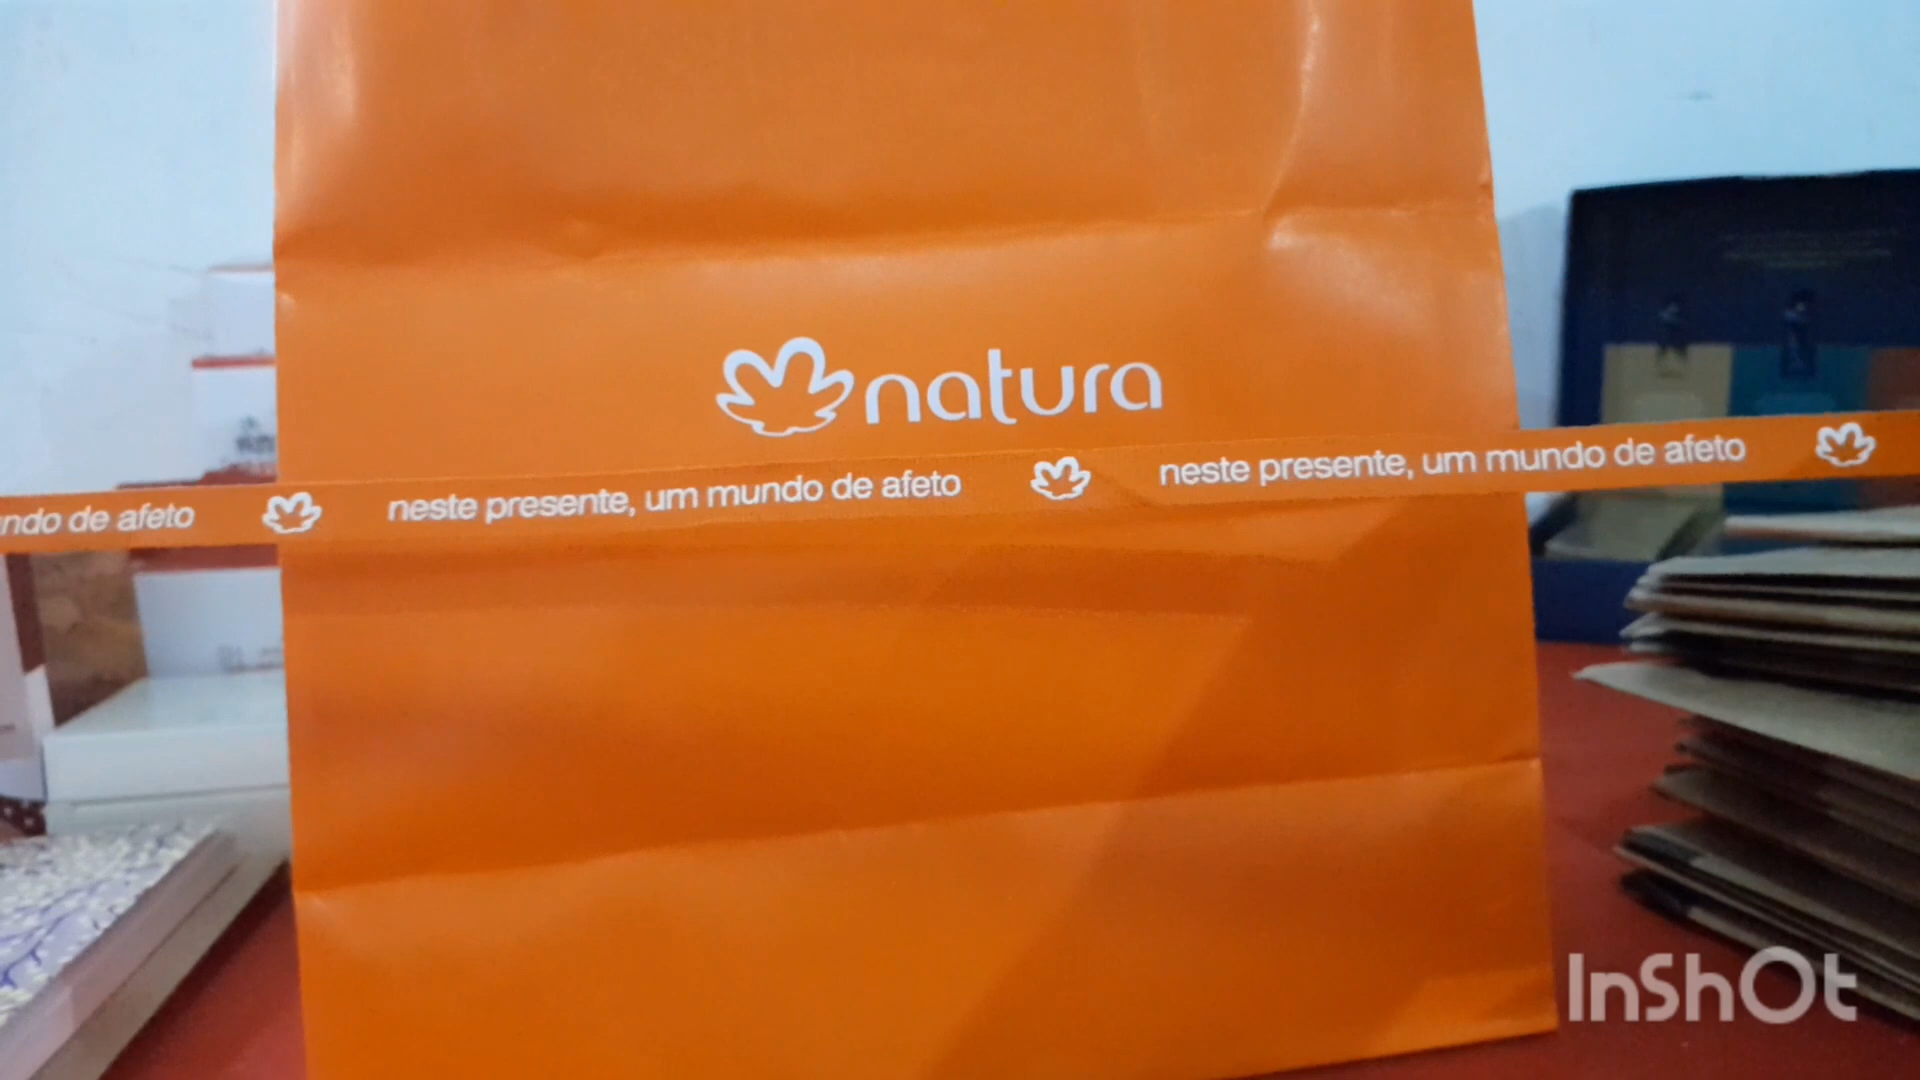 natura
ndo de afeto neste presente, um mundo de afeto neste presente, um mundo de afeto
InShOt